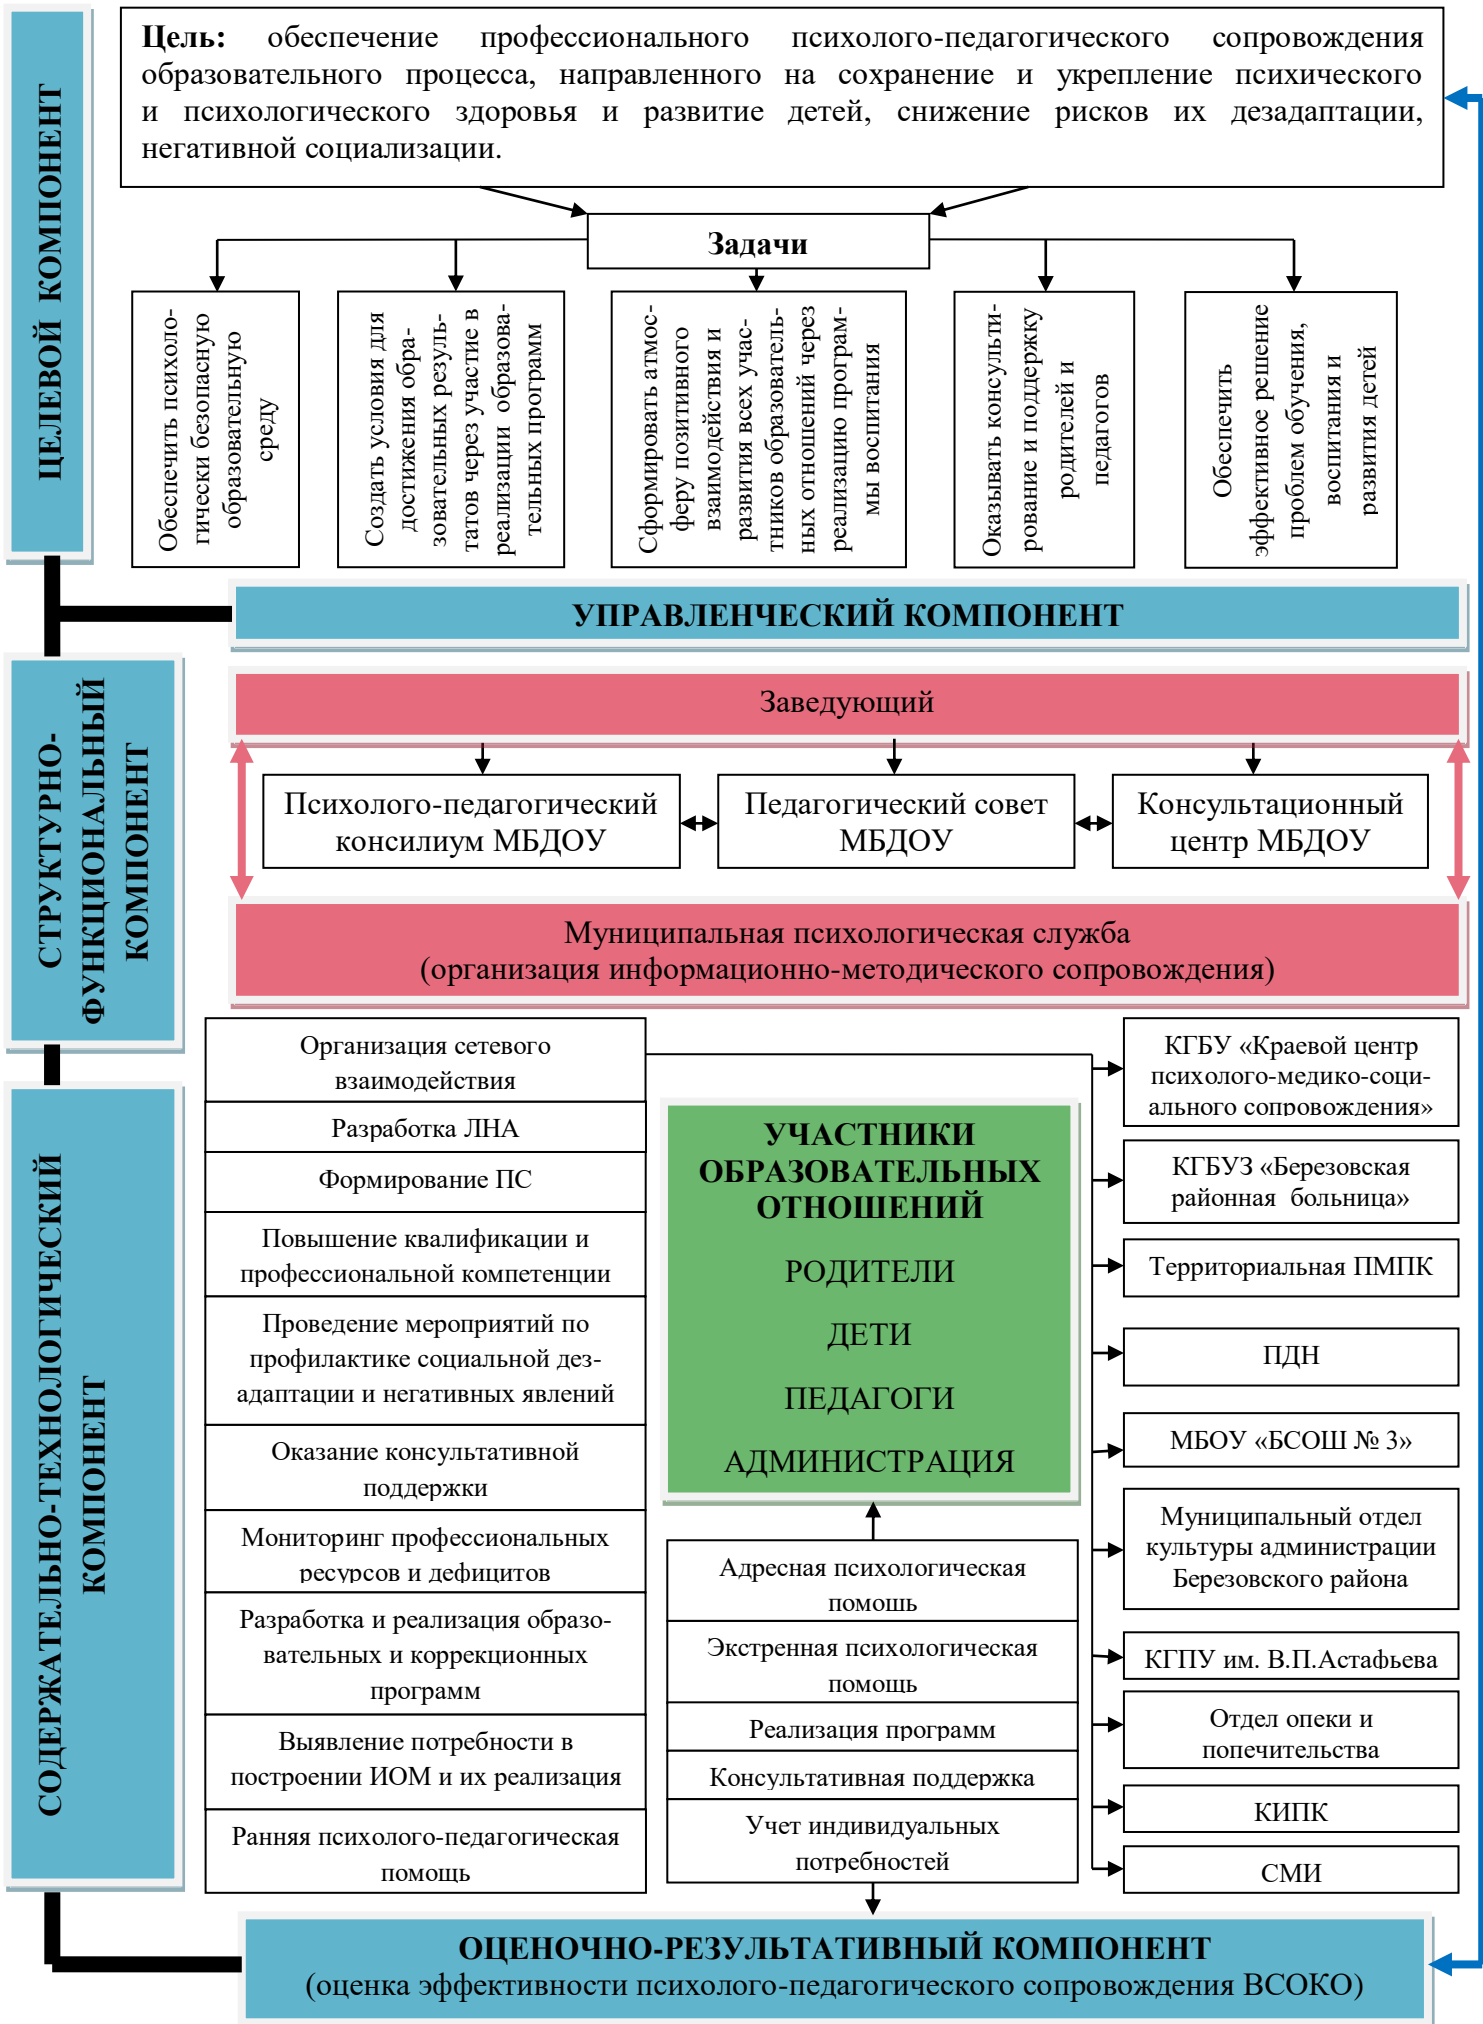 ЦЕЛЕВОЙ КОМПОНЕНТ
Цель: обеспечение профессионального психолого-педагогического сопровождения
образовательного процесса, направленного на сохранение и укрепление психического
и психологического здоровья и развитие детей, снижение рисков их дезадаптации,
негативной социализации.
Задачи
Обеспечить психоло-
гически безопасную
образовательную
среду
Создать условия для
достижения обра-
зовательных резуль-
татов через участие в
реализации образова-
тельных программ
Сформировать атмос-
феру позитивного
взаимодействия и
развития всех учас-
тников образователь-
ных отношений через
реализацию програм-
мы воспитания
Оказывать консульти-
рование и поддержку
родителей и
педагогов
Обеспечить
эффективное решение
проблем обучения,
воспитания и
развития детей
УПРАВЛЕНЧЕСКИЙ КОМПОНЕНТ
СТРУКТУРНО-
ФУНКЦИОНАЛЬНЫЙ
КОМПОНЕНТ
Заведующий
Психолого-педагогический
консилиум МБДОУ
Педагогический совет
МБДОУ
Консультационный
центр МБДОУ
Муниципальная психологическая служба
(организация информационно-методического сопровождения)
СОДЕРЖАТЕЛЬНО-ТЕХНОЛОГИЧЕСКИЙ
КОМПОНЕНТ
Организация сетевого
взаимодействия
Разработка ЛНА
Формирование ПС
Повышение квалификации и
профессиональной компетенции
Проведение мероприятий по
профилактике социальной дез-
адаптации и негативных явлений
Оказание консультативной
поддержки
Мониторинг профессиональных
ресурсов и дефицитов
Разработка и реализация образо-
вательных и коррекционных
программ
Выявление потребности в
построении ИОМ и их реализация
Ранняя психолого-педагогическая
помощь
УЧАСТНИКИ
ОБРАЗОВАТЕЛЬНЫХ
ОТНОШЕНИЙ
РОДИТЕЛИ
ДЕТИ
ПЕДАГОГИ
АДМИНИСТРАЦИЯ
Адресная психологическая
помошь
Экстренная психологическая
помощь
Реализация программ
Консультативная поддержка
Учет индивидуальных
потребностей
КГБУ «Краевой центр
психолого-медико-соци-
ального сопровождения»
КГБУЗ «Березовская
районная больница»
Территориальная ПМПК
ПДН
МБОУ «БСОШ № 3»
Муниципальный отдел
культуры администрации
Березовского района
КГПУ им. В.П.Астафьева
Отдел опеки и
попечительства
КИПК
СМИ
ОЦЕНОЧНО-РЕЗУЛЬТАТИВНЫЙ КОМПОНЕНТ
(оценка эффективности психолого-педагогического сопровождения ВСОКО)